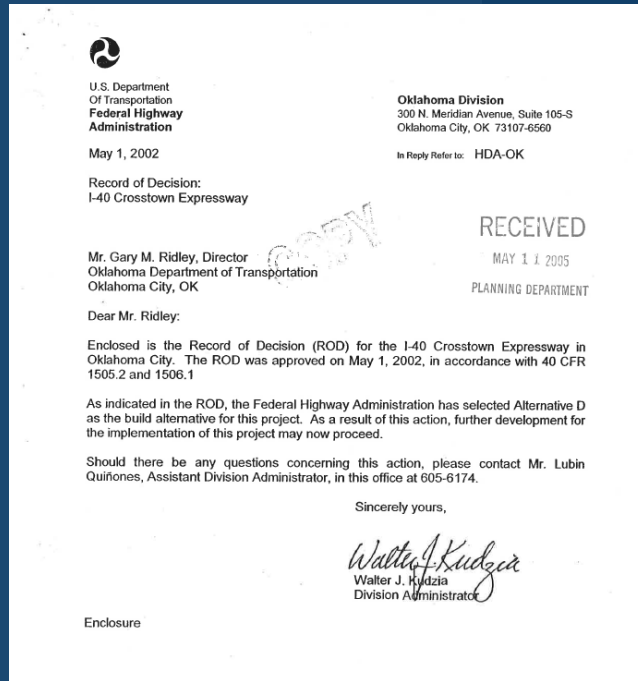 U.S. Department
Of Transportation
Federal Highway
Administration
Oklahoma Division
300 N. Meridian Avenue, Suite 105-S
Oklahoma City, OK 73107-6560
May 1, 2002
In Reply Refer to: HDA-OK
Record of Decision:
I-40 Crosstown Expressway
COPY
RECEIVED
MAY 11 2005
PLANNING DEPARTMENT
Mr. Gary M. Ridley, Director
Oklahoma Department of Transportation
Oklahoma City, OK
Dear Mr. Ridley:
Enclosed is the Record of Decision (ROD) for the I-40 Crosstown Expressway in
Oklahoma City. The ROD was approved on May 1, 2002, in accordance with 40 CFR
1505.2 and 1506.1
As indicated in the ROD, the Federal Highway Administration has selected Alternative D
as the build alternative for this project. As a result of this action, further development for
the implementation of this project may now proceed.
Should there be any questions concerning this action, please contact Mr. Lubin
Quiñones, Assistant Division Administrator, in this office at 605-6174.
Sincerely yours,
Walter J. Kudzia
Walter J. Kudzia
Division Administrator
Enclosure